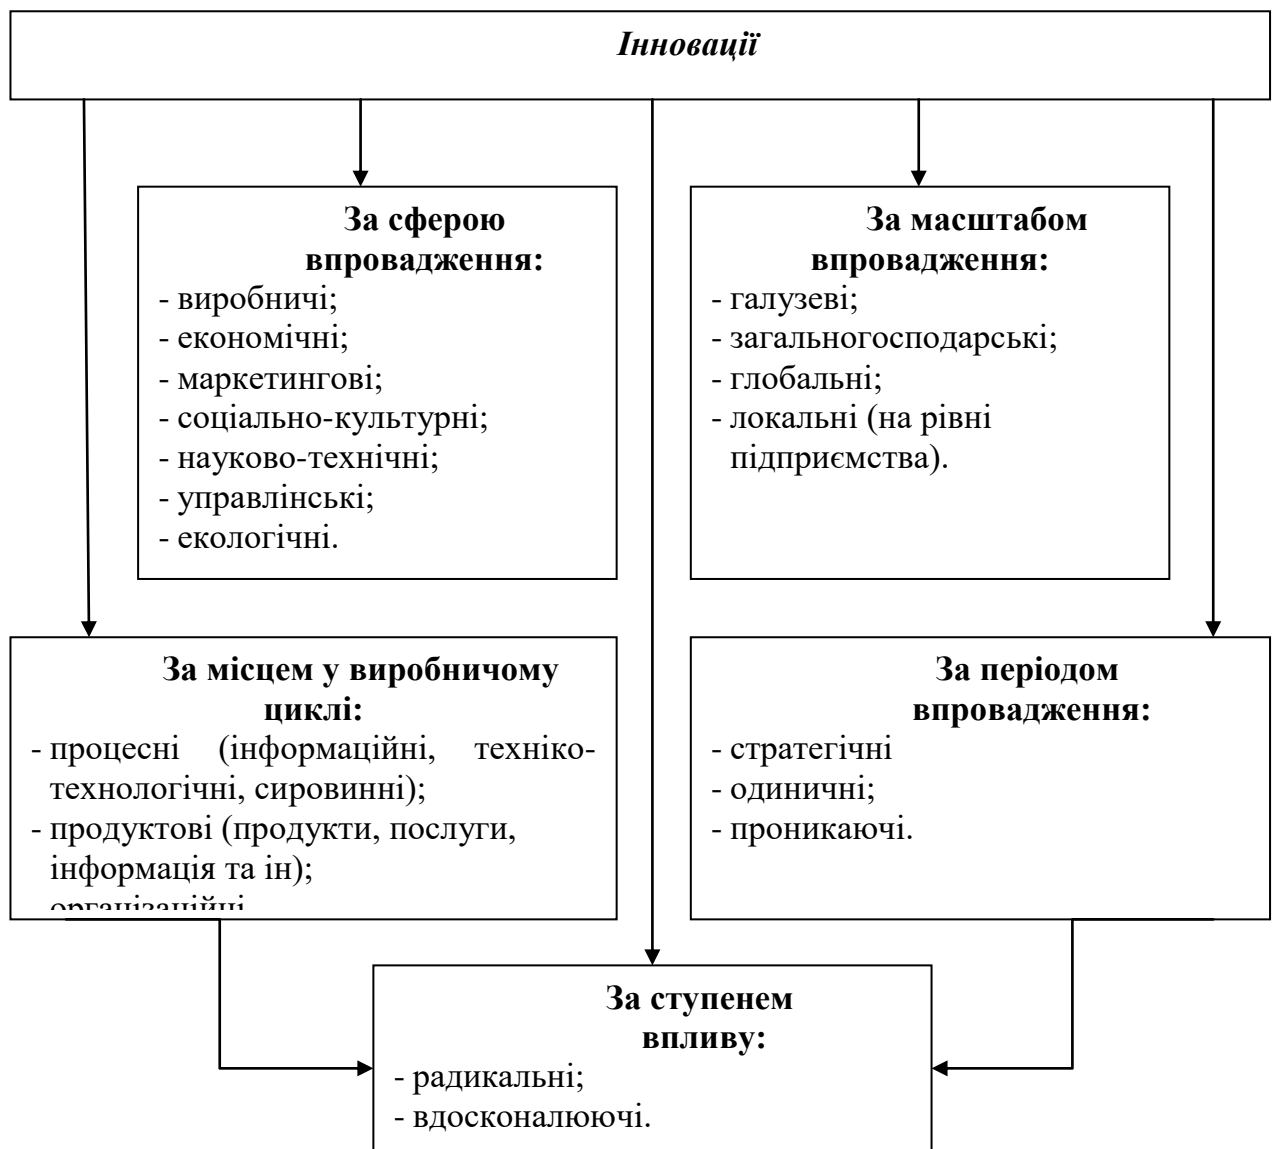 Інновації
За сферою
впровадження:
- виробничі;
- економічні;
- маркетингові;
- соціально-культурні;
- науково-технічні;
- управлінські;
- екологічні.
За масштабом
впровадження:
- галузеві;
- загальногосподарські;
- глобальні;
- локальні (на рівні
підприємства).
За місцем у виробничому
циклі:
- процесні (інформаційні, техніко-
технологічні, сировинні);
- продуктові (продукти, послуги,
інформація та ін);
організаційні
За періодом
впровадження:
- стратегічні
- одиничні;
- проникаючі.
За ступенем
впливу:
- радикальні;
- вдосконалюючі.